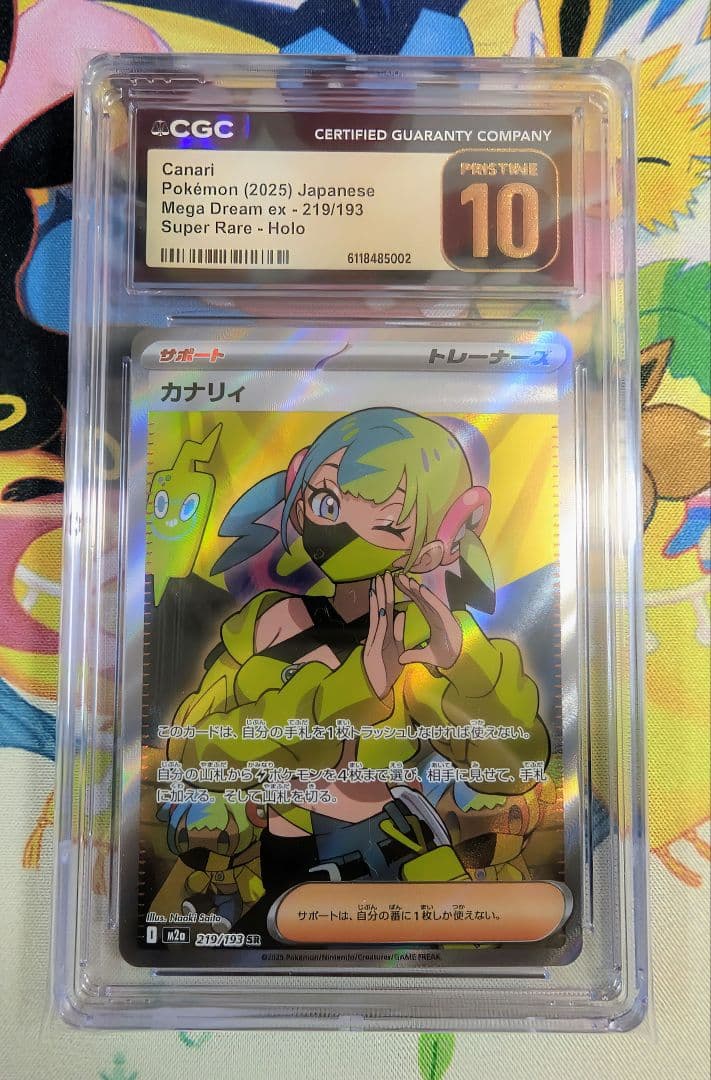 CGC
CERTIFIED GUARANTY COMPANY
Canari
Pokémon (2025) Japanese
Mega Dream ex - 219/193
Super Rare - Holo
6118485002
PRISTINE
10
サポート
トレーナーズ
カナリィ
このカードは、自分の手札を1枚トラッシュしなければ使えない。
自分の山札からポケモンを4枚まで選び、相手に見せて、手札
に加える。そして山札を切る。
サポートは、自分の番に1枚しか使えない。
Illus. Naoki Saito
M2a 219/193 SR
©2025 Pokémon/Nintendo/Creatures/GAME FREAK